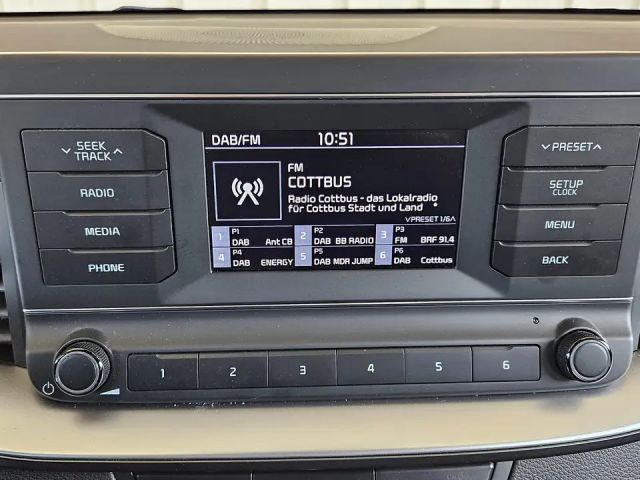 DAB/FM 10:51
SEEK
TRACK
RADIO
MEDIA
PHONE
FM
COTTBUS
Radio Cottbus - das Lokalradio
für Cottbus Stadt und Land
PRESET 1/6
1 P1 DAB Ant CB
2 P2 DAB BB RADIO
3 P3 FM BRF 91,4
4 P4 DAB ENERGY
5 P5 DAB MDR JUMP
6 P6 DAB Cottbus
PRESET
SETUP
CLOCK
MENU
BACK
1 2 3 4 5 6